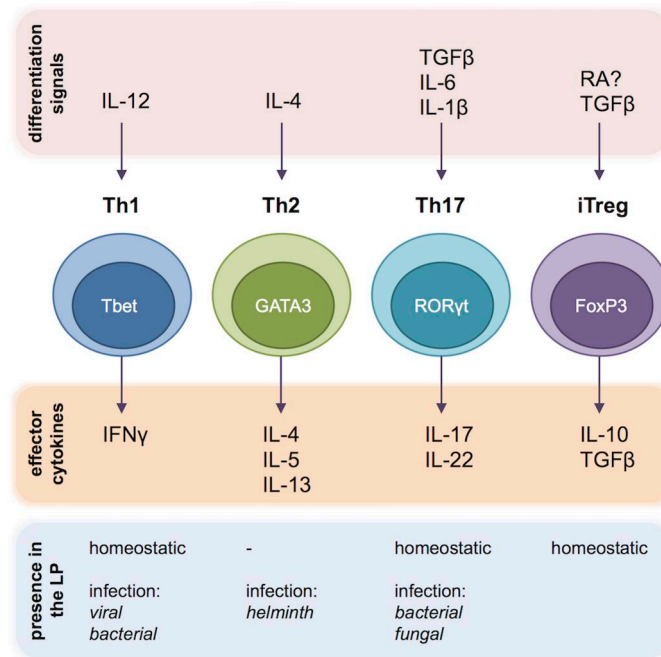 differentiation
signals
IL-12
IL-4
TGFβ
IL-6
IL-1β
RA?
TGFβ
Th1
Th2
Th17
iTreg
Tbet
GATA3
RORγt
FoxP3
effector
cytokines
IFNγ
IL-4
IL-5
IL-13
IL-17
IL-22
IL-10
TGFβ
presence in
the LP
homeostatic
-
homeostatic
homeostatic
infection:
viral
bacterial
infection:
helminth
infection:
bacterial
fungal